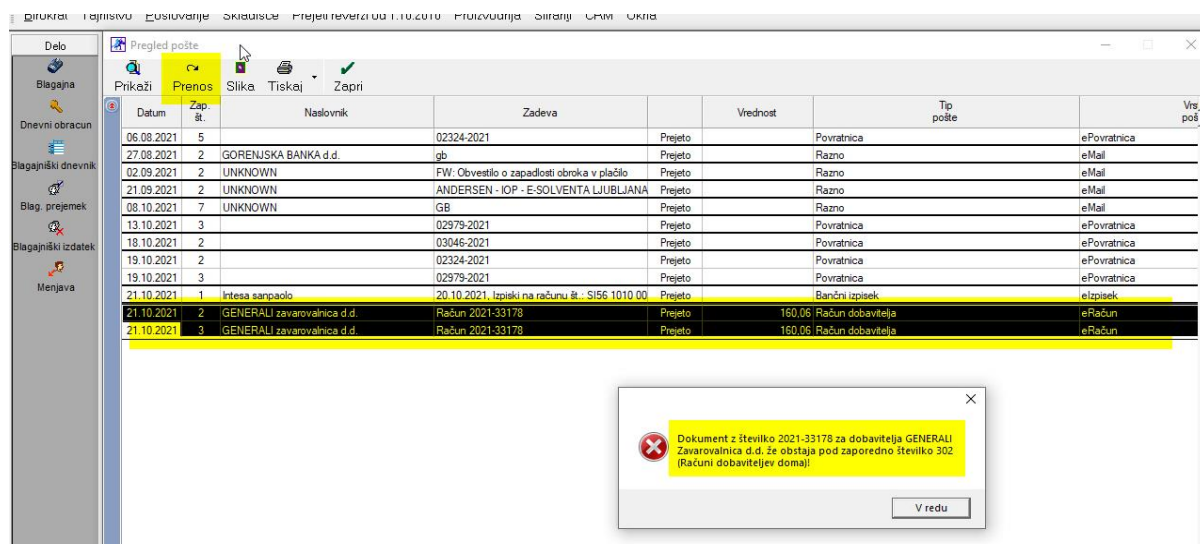 Birokrat Tajništvo Poslovanje Skladišče Prejeti reverzi od 1.10.2010 Proizvodnja Šifranti CRM Okna
Delo
Pregled pošte
Blagajna
Dnevni obracun
Blagajniški dnevnik
Blag. prejemek
Blagajniški izdatek
Menjava
Prikaži Prenos Slika Tiskaj Zapri
Datum Zap. št. Naslovnik Zadeva Vrednost Tip pošte Vrs poš
06.08.2021 5 02324-2021 Prejeto Povratnica ePovratnica
27.08.2021 2 GORENJSKA BANKA d.d. gb Prejeto Razno eMail
02.09.2021 2 UNKNOWN FW: Obvestilo o zapadlosti obroka v plačilo Prejeto Razno eMail
21.09.2021 2 UNKNOWN ANDERSEN - IOP - E-SOLVENTA LJUBLJANA Prejeto Razno eMail
08.10.2021 7 UNKNOWN GB Prejeto Razno eMail
13.10.2021 3 02979-2021 Prejeto Povratnica ePovratnica
18.10.2021 2 03046-2021 Prejeto Povratnica ePovratnica
19.10.2021 2 02324-2021 Prejeto Povratnica ePovratnica
19.10.2021 3 02979-2021 Prejeto Povratnica ePovratnica
21.10.2021 1 Intesa sanpaolo 20.10.2021, Izpiski na računu št.: SI56 1010 00 Prejeto Bančni izpisek eIzpisek
21.10.2021 2 GENERALI zavarovalnica d.d. Račun 2021-33178 Prejeto 160,06 Račun dobavitelja eRačun
21.10.2021 3 GENERALI zavarovalnica d.d. Račun 2021-33178 Prejeto 160,06 Račun dobavitelja eRačun
Dokument z številko 2021-33178 za dobavitelja GENERALI
Zavarovalnica d.d. že obstaja pod zaporedno številko 302
(Računi dobaviteljev doma)!
V redu